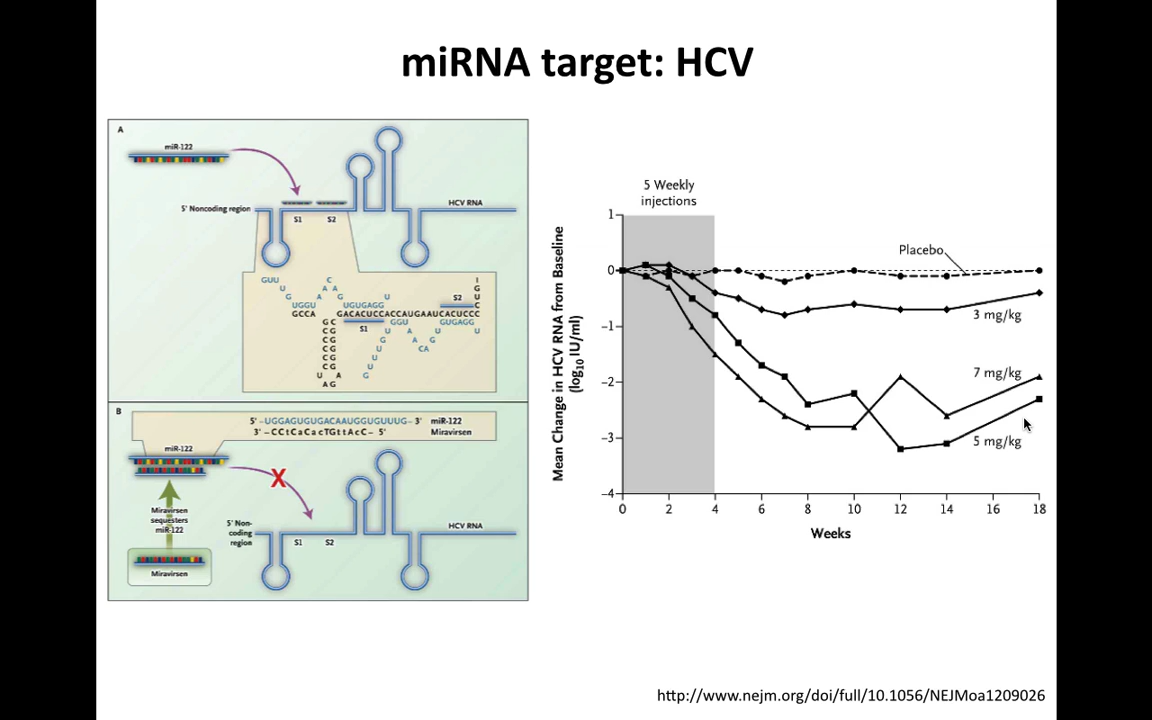 miRNA target: HCV
A
miR-122
5' Noncoding region
HCV RNA
S1
S2
GUU
U
G
UGGU
GCCA
A
C
A
A
G
UGUGAGG
U
GACACUCCACCAUGAAUCACUCCC
S1
S2
I
G
U
C
GUGAGG
U
G C
C G
C G
C G
C G
C G
U A
A G
GGU
U
U
U
U
G
A
A
G
U
CA
B
5' –UGGAGUGUGACAAUGGUGUUUG– 3' miR-122
3' –CCtCaCacTGttAcC– 5' Miravirsen
miR-122
X
Miravirsen
sequesters
miR-122
Miravirsen
5' Non-
coding
region
S1
S2
HCV RNA
5 Weekly
injections
Mean Change in HCV RNA from Baseline
(log10 IU/ml)
1
0
–1
–2
–3
–4
Placebo
3 mg/kg
7 mg/kg
5 mg/kg
0 2 4 6 8 10 12 14 16 18
Weeks
http://www.nejm.org/doi/full/10.1056/NEJMoa1209026